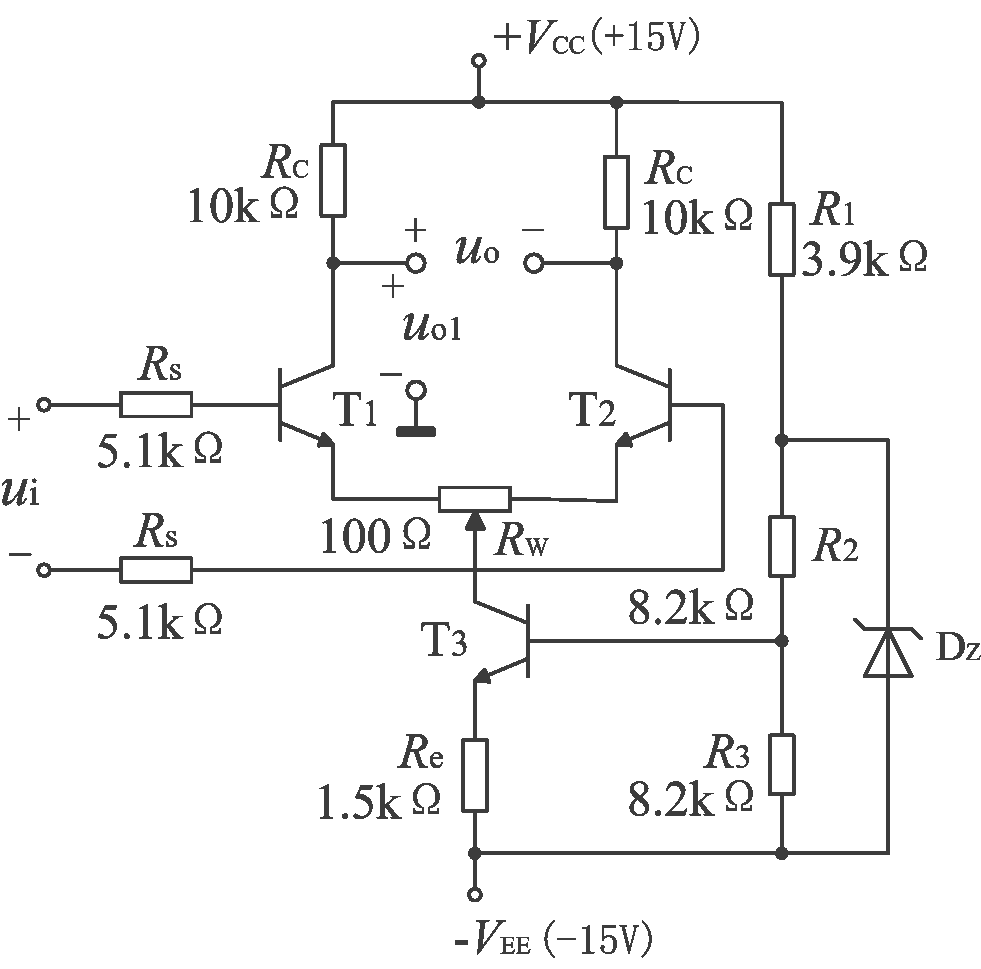 +VCC(+15V)
RC
10kΩ
RC
10kΩ
R1
3.9kΩ
+ uo −
+
uo1
−
Rs
5.1kΩ
T1
T2
+
ui
−
Rs
5.1kΩ
100Ω
RW
R2
8.2kΩ
T3
DZ
Re
1.5kΩ
R3
8.2kΩ
-VEE(−15V)